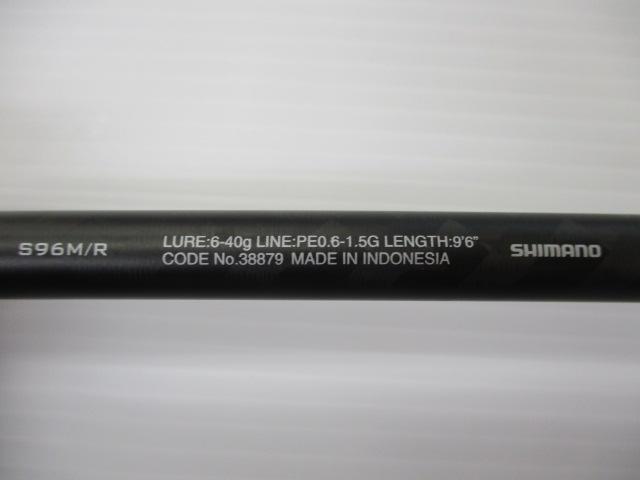 S96M/R
LURE:6-40g LINE:PE0.6-1.5G LENGTH:9'6"
CODE No.38879 MADE IN INDONESIA
SHIMANO